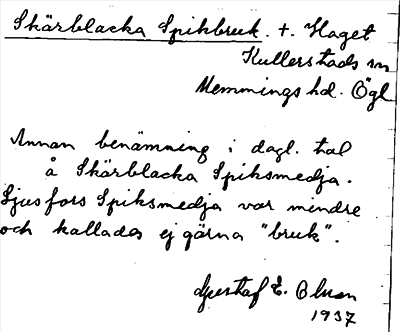 Skärblacka Spikbruk. t. Haget
Kullerstads sn
Memmings hd. Ögl
Annan benämning i dagl. tal
å Skärblacka Spiksmedja.
Ljusfors Spiksmedja var mindre
och kallades ej gärna "bruk".
Gustaf E. Olsson
1937